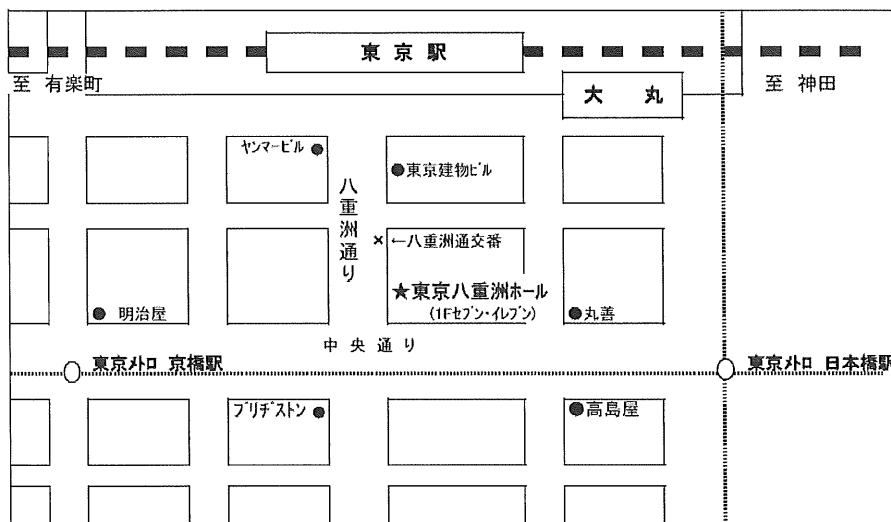 東京駅
至 有楽町
大 丸
至 神田
ヤンマービル
東京建物ビル
八重洲通り
×←八重洲通交番
★東京八重洲ホール
(1Fセブン・イレブン)
明治屋
丸善
中央通り
東京メトロ 京橋駅
東京メトロ 日本橋駅
ブリヂストン
高島屋